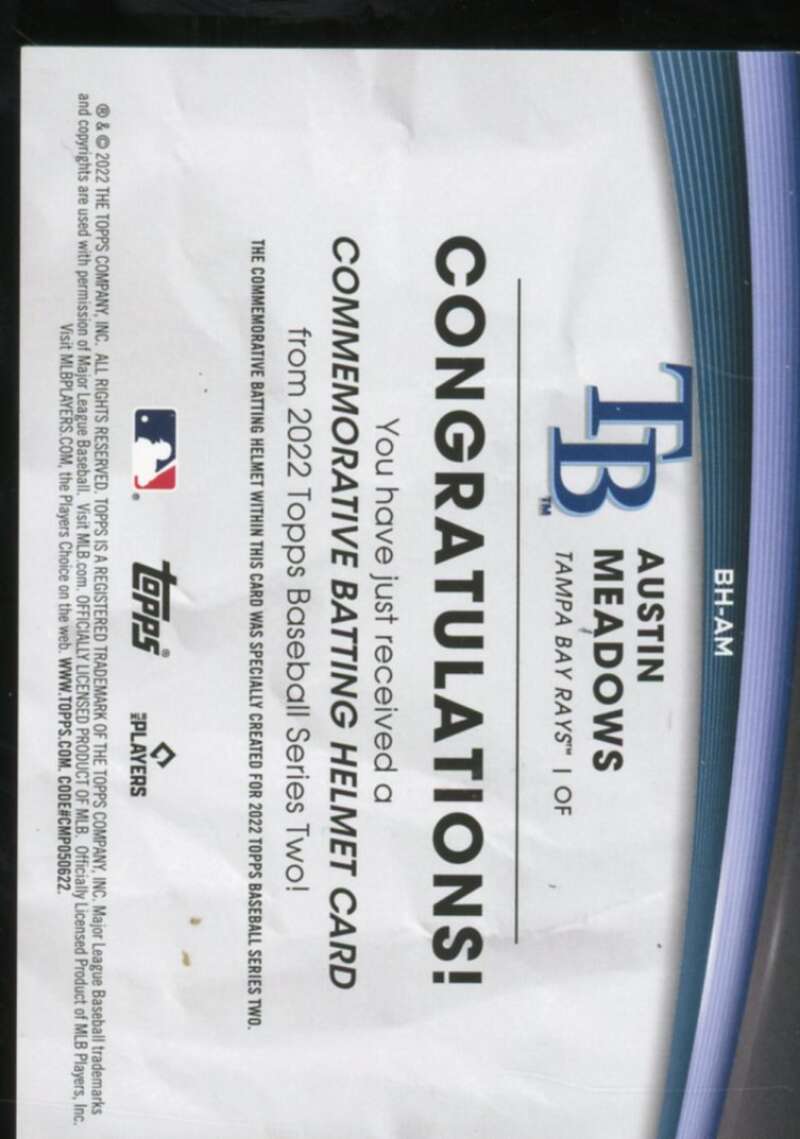 BH-AM
TB™
AUSTIN
MEADOWS
TAMPA BAY RAYS™ | OF
CONGRATULATIONS!
You have just received a
COMMEMORATIVE BATTING HELMET CARD
from 2022 Topps Baseball Series Two!
THE COMMEMORATIVE BATTING HELMET WITHIN THIS CARD WAS SPECIALLY CREATED FOR 2022 TOPPS BASEBALL SERIES TWO.
® topps® MLB PLAYERS
® & © 2022 THE TOPPS COMPANY, INC. ALL RIGHTS RESERVED. TOPPS IS A REGISTERED TRADEMARK OF THE TOPPS COMPANY, INC. Major League Baseball trademarks
and copyrights are used with permission of Major League Baseball. Visit MLB.com. OFFICIALLY LICENSED PRODUCT OF MLB. Officially Licensed Product of MLB Players, Inc.
Visit MLBPLAYERS.COM, the Players Choice on the web. WWW.TOPPS.COM. CODE#CMP050622.